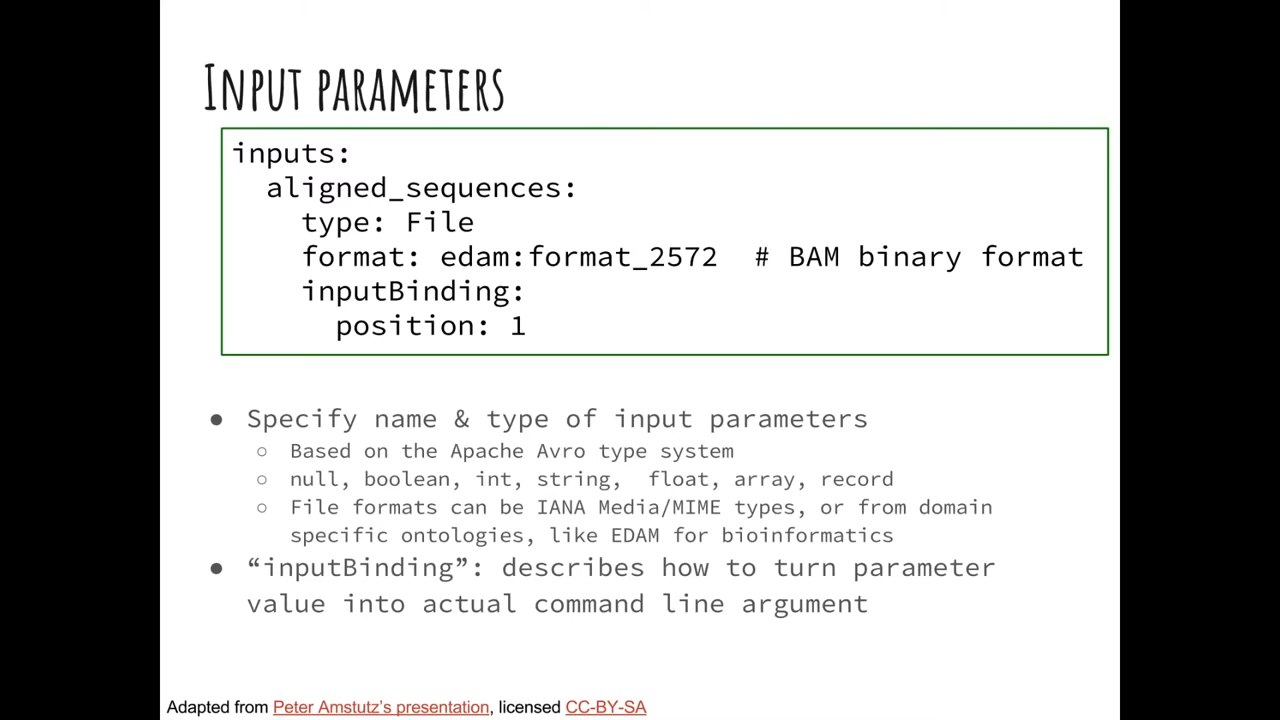 INPUT PARAMETERS
inputs:
  aligned_sequences:
    type: File
    format: edam:format_2572  # BAM binary format
    inputBinding:
      position: 1
● Specify name & type of input parameters
○ Based on the Apache Avro type system
○ null, boolean, int, string,  float, array, record
○ File formats can be IANA Media/MIME types, or from domain
specific ontologies, like EDAM for bioinformatics
● “inputBinding”: describes how to turn parameter
value into actual command line argument
Adapted from Peter Amstutz’s presentation, licensed CC-BY-SA